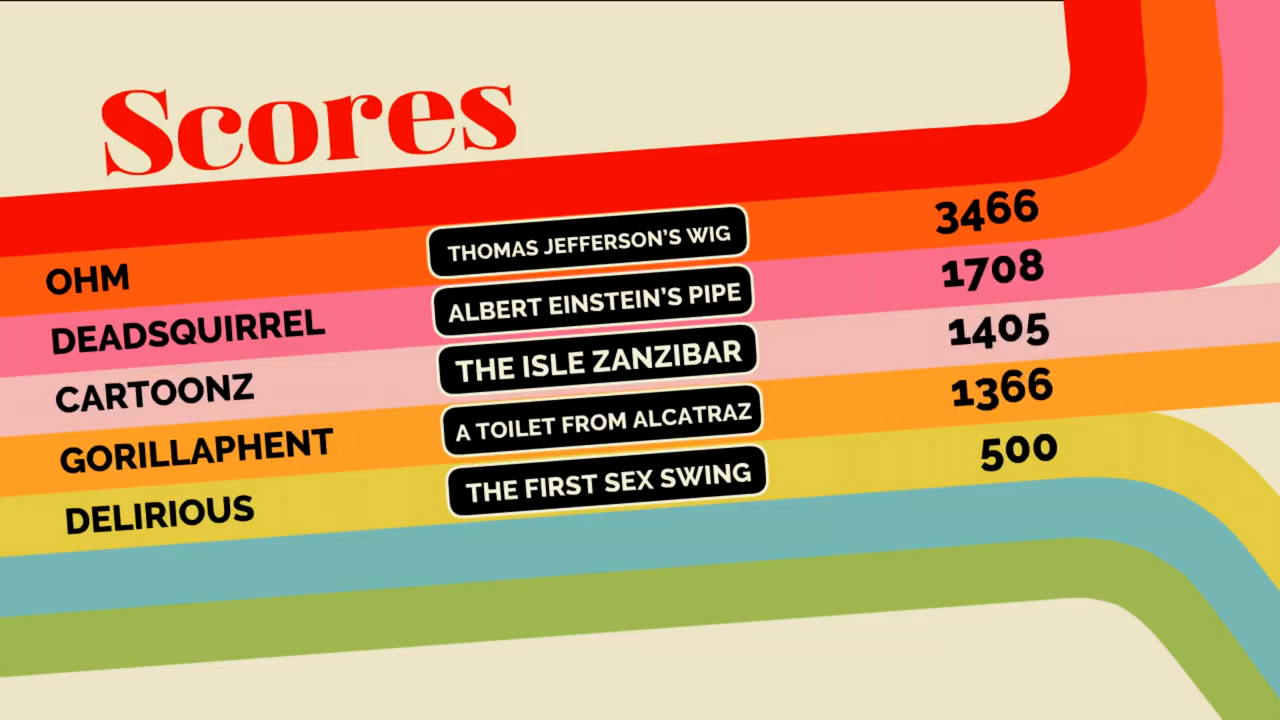 Scores
OHM THOMAS JEFFERSON'S WIG 3466
DEADSQUIRREL ALBERT EINSTEIN'S PIPE 1708
CARTOONZ THE ISLE ZANZIBAR 1405
GORILLAPHENT A TOILET FROM ALCATRAZ 1366
DELIRIOUS THE FIRST SEX SWING 500